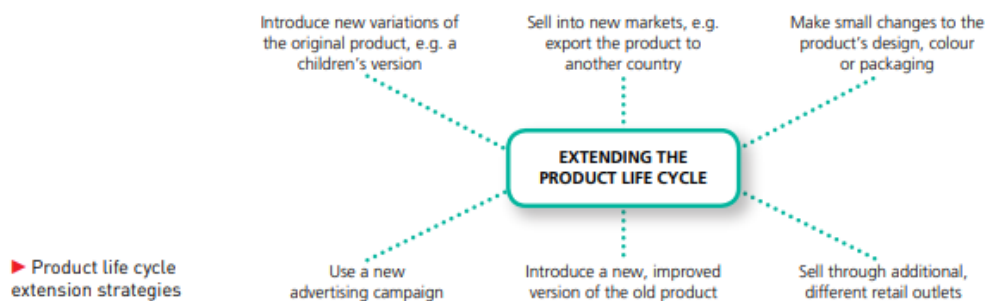 Introduce new variations of
the original product, e.g. a
children's version
Sell into new markets, e.g.
export the product to
another country
Make small changes to the
product's design, colour
or packaging
EXTENDING THE
PRODUCT LIFE CYCLE
▶ Product life cycle
extension strategies
Use a new
advertising campaign
Introduce a new, improved
version of the old product
Sell through additional,
different retail outlets